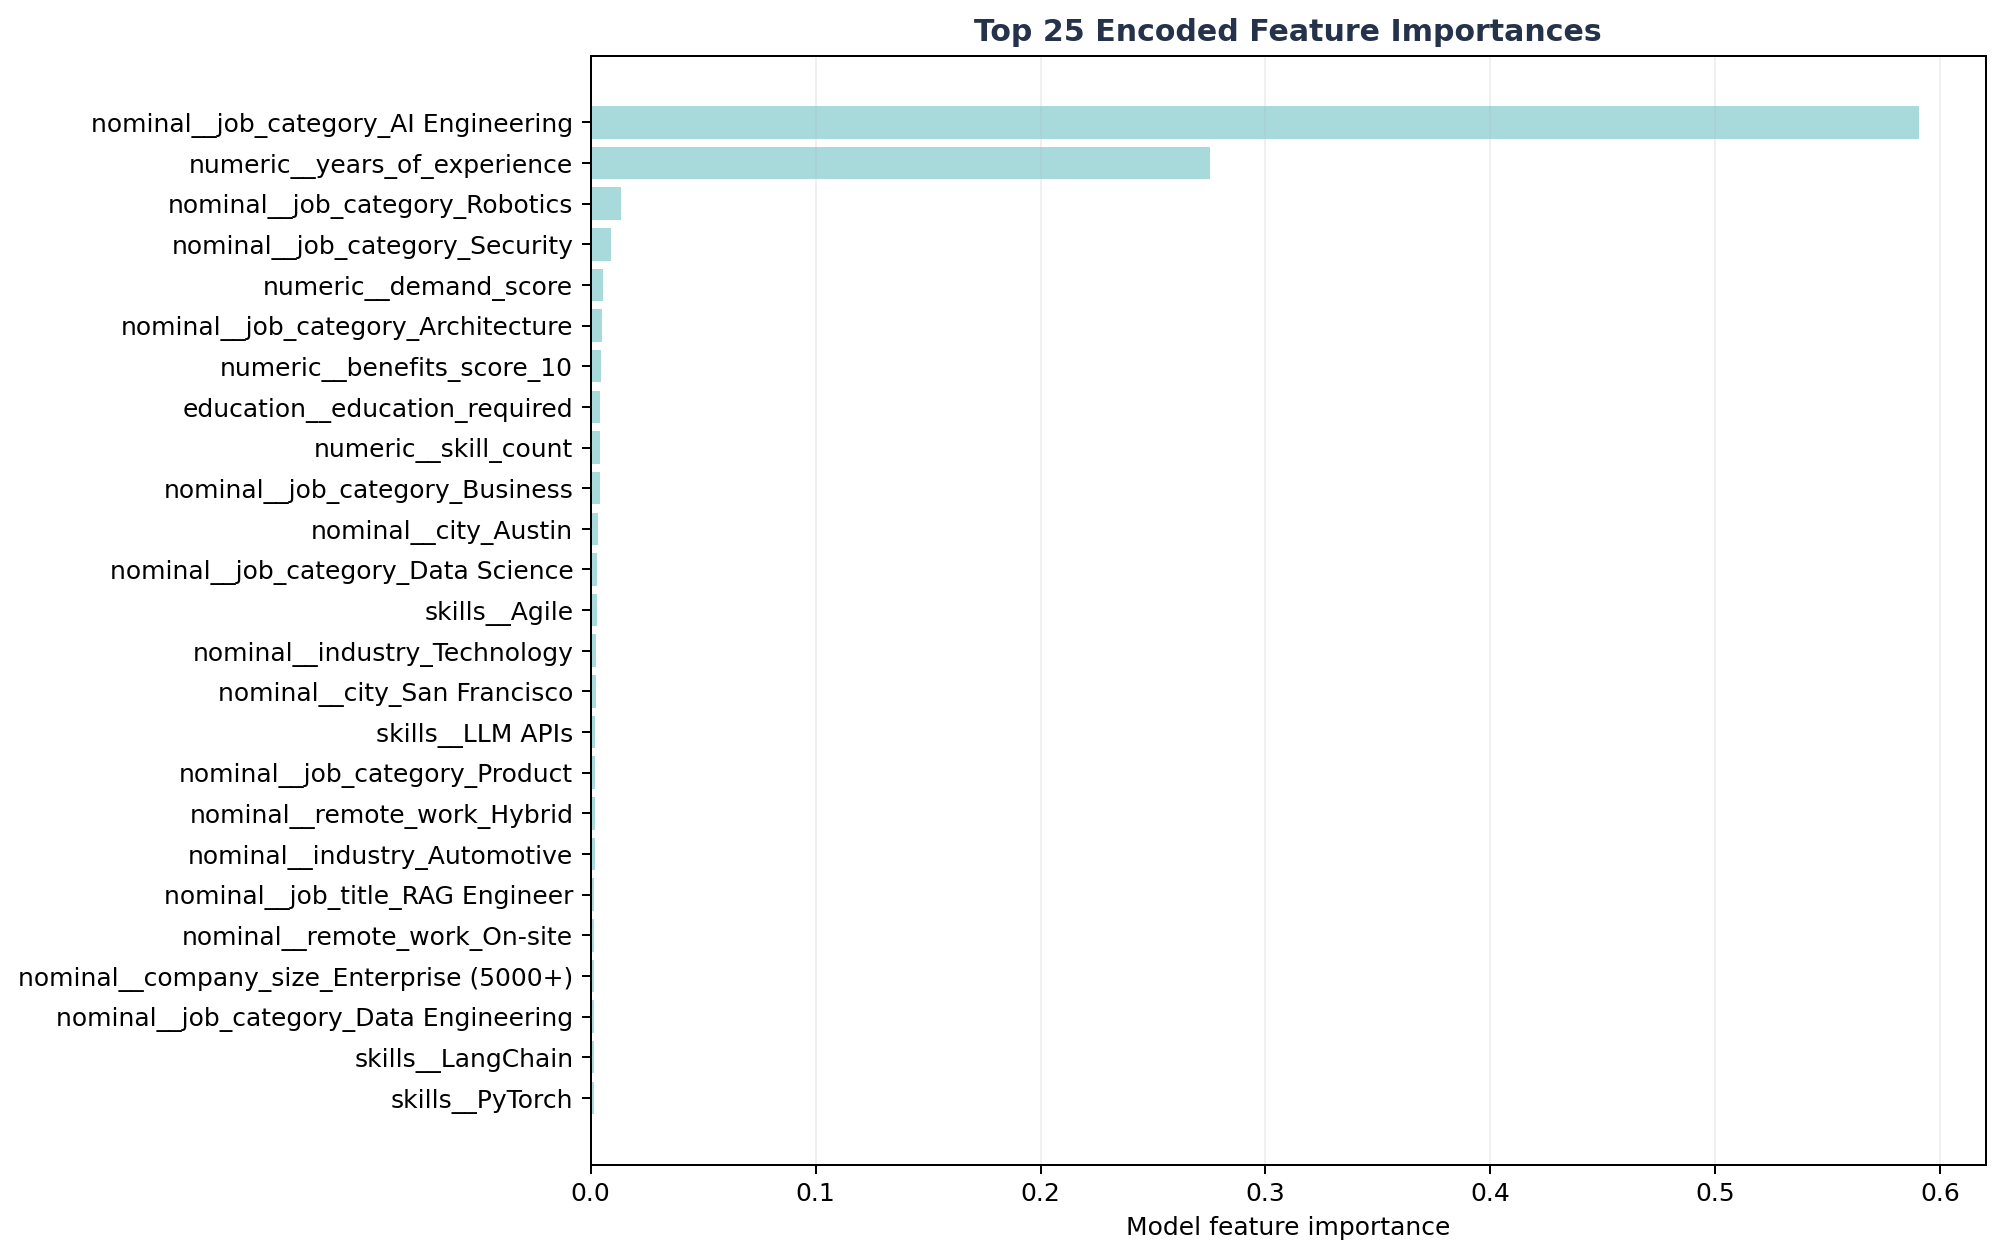 Top 25 Encoded Feature Importances
nominal__job_category_AI Engineering
numeric__years_of_experience
nominal__job_category_Robotics
nominal__job_category_Security
numeric__demand_score
nominal__job_category_Architecture
numeric__benefits_score_10
education__education_required
numeric__skill_count
nominal__job_category_Business
nominal__city_Austin
nominal__job_category_Data Science
skills__Agile
nominal__industry_Technology
nominal__city_San Francisco
skills__LLM APIs
nominal__job_category_Product
nominal__remote_work_Hybrid
nominal__industry_Automotive
nominal__job_title_RAG Engineer
nominal__remote_work_On-site
nominal__company_size_Enterprise (5000+)
nominal__job_category_Data Engineering
skills__LangChain
skills__PyTorch
0.0 0.1 0.2 0.3 0.4 0.5 0.6
Model feature importance